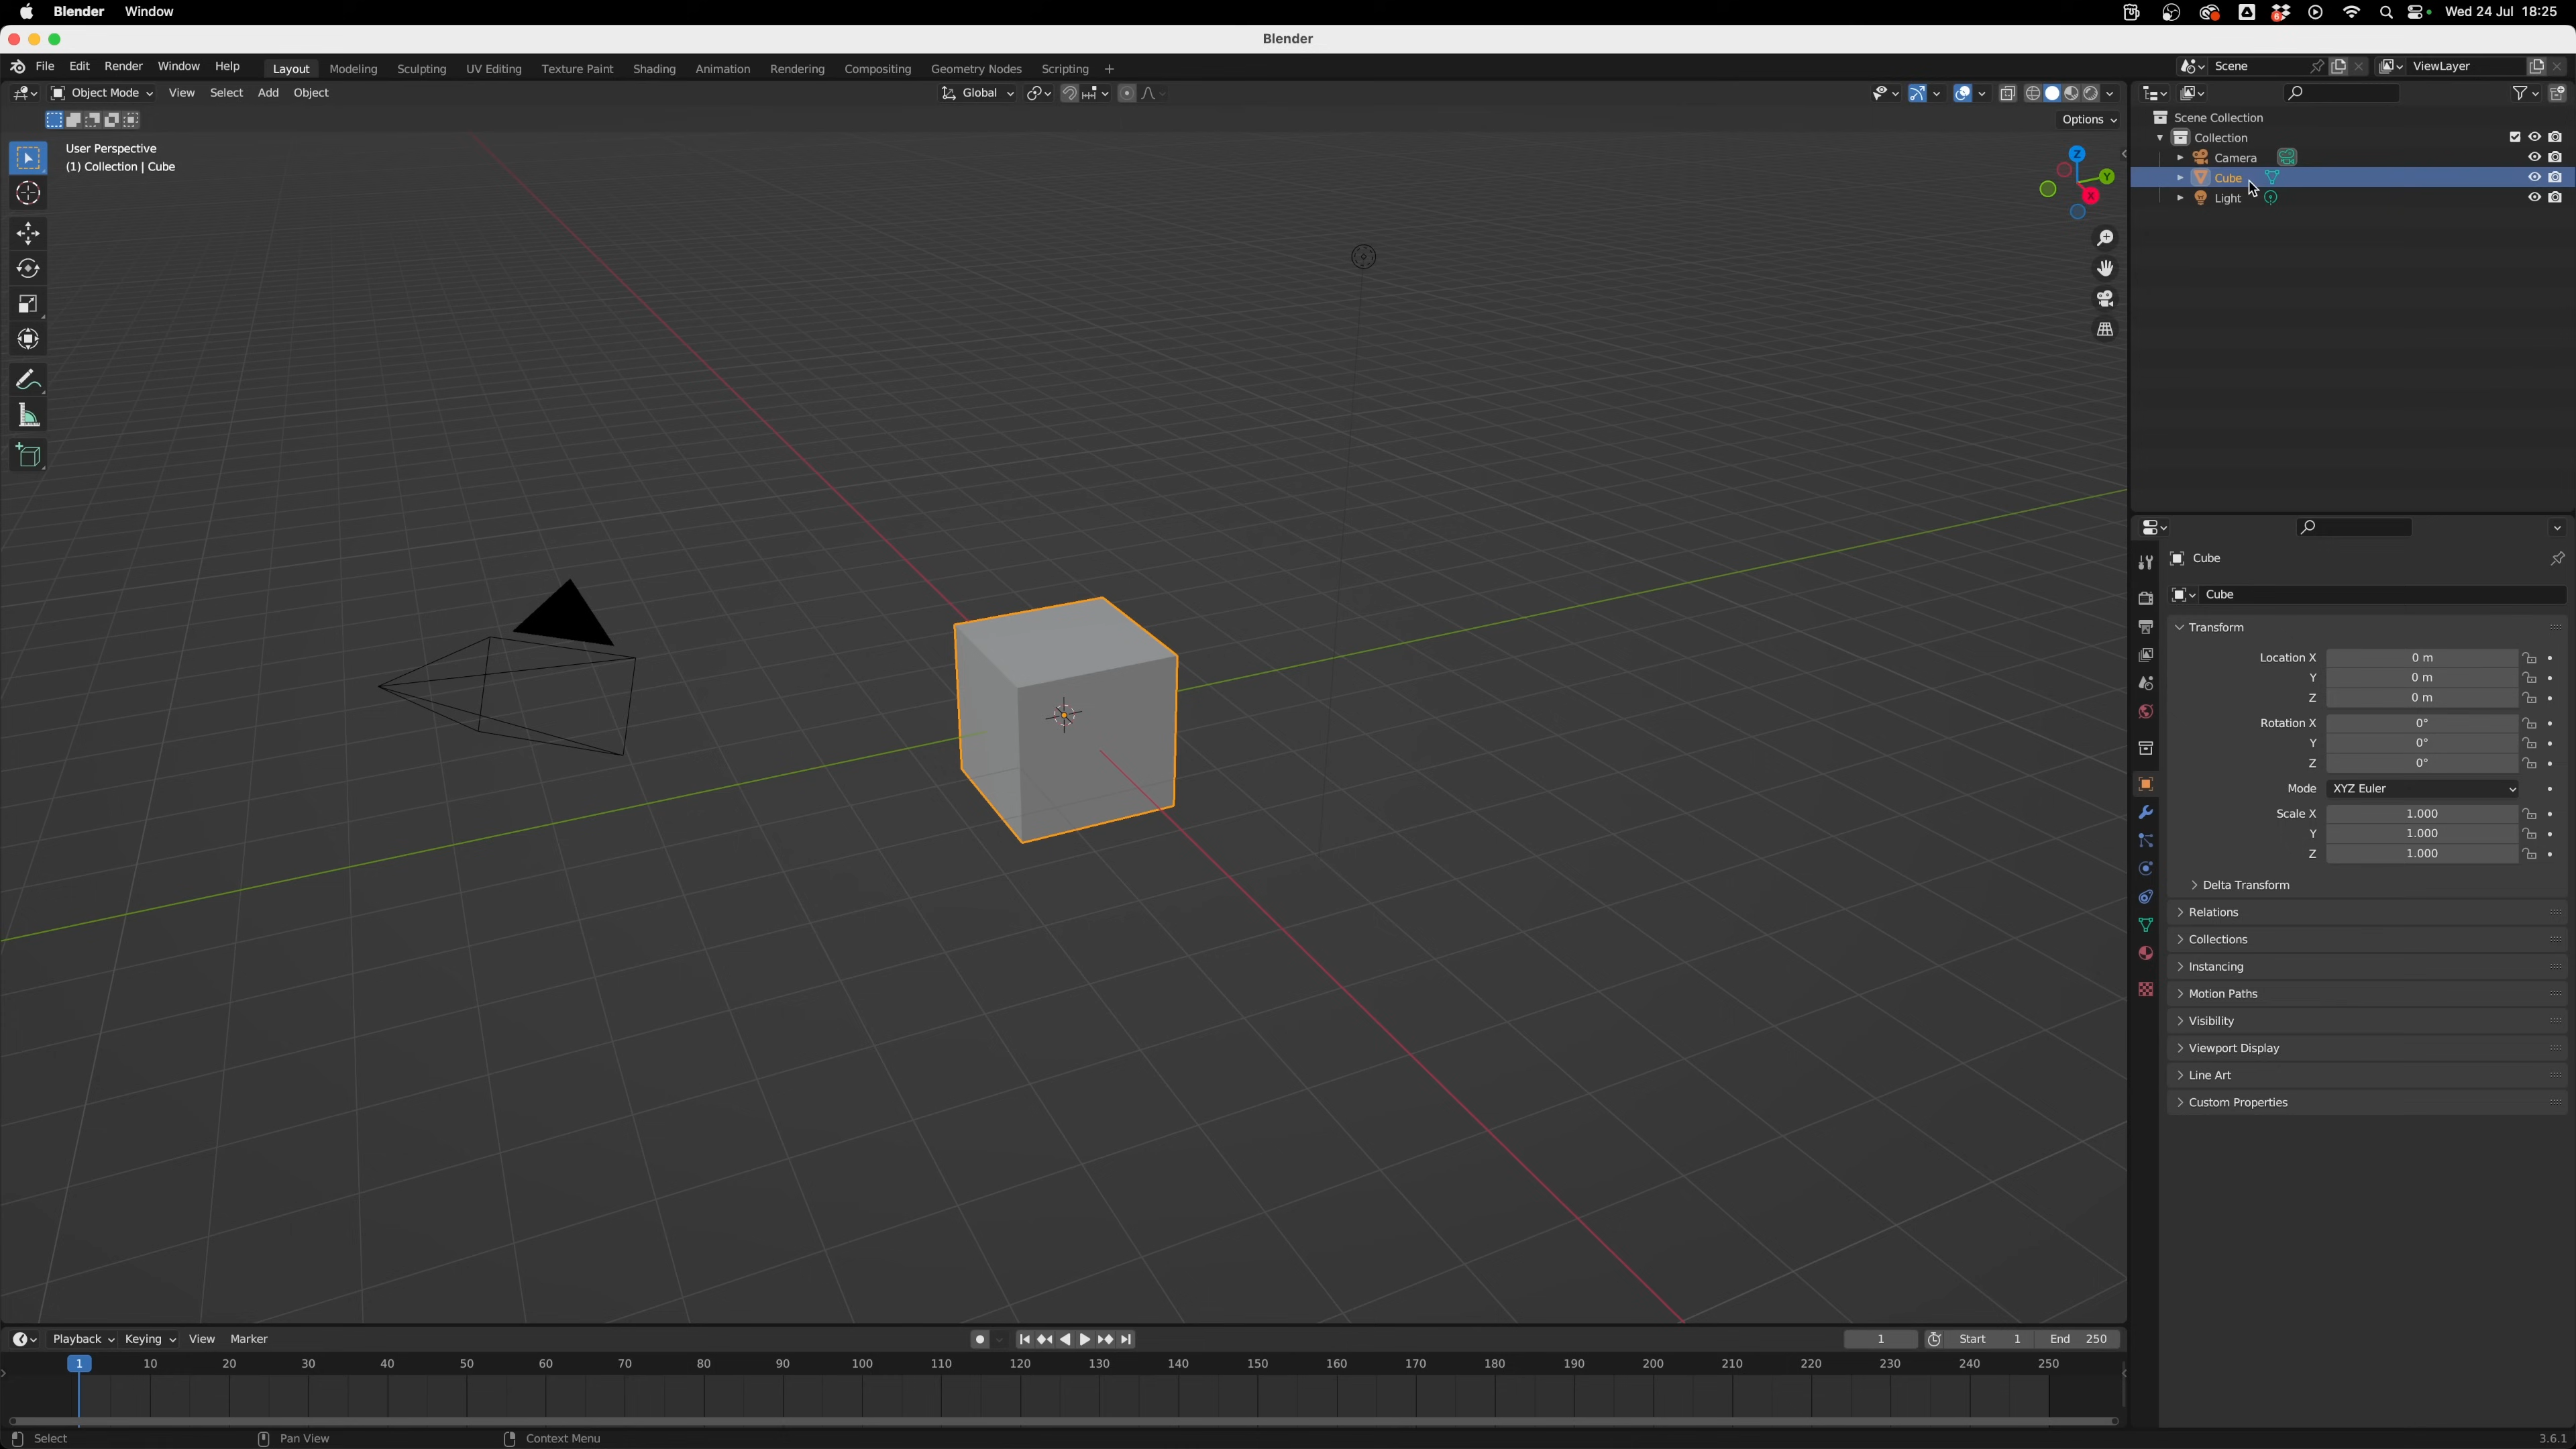 Blender Window
6
Wed 24 Jul 18:25
Blender
File Edit Render Window Help Layout Modeling Sculpting UV Editing Texture Paint Shading Animation Rendering Compositing Geometry Nodes Scripting +
Scene ViewLayer
Object Mode View Select Add Object
Global
Options
User Perspective
(1) Collection | Cube
Z
Y
X
Scene Collection
Collection
Camera
Cube
Light
Cube
Cube
Transform
Location X 0 m
Y 0 m
Z 0 m
Rotation X 0°
Y 0°
Z 0°
Mode XYZ Euler
Scale X 1.000
Y 1.000
Z 1.000
Delta Transform
Relations
Collections
Instancing
Motion Paths
Visibility
Viewport Display
Line Art
Custom Properties
Playback Keying View Marker
1 Start 1 End 250
1 10 20 30 40 50 60 70 80 90 100 110 120 130 140 150 160 170 180 190 200 210 220 230 240 250
Select Pan View Context Menu
3.6.1